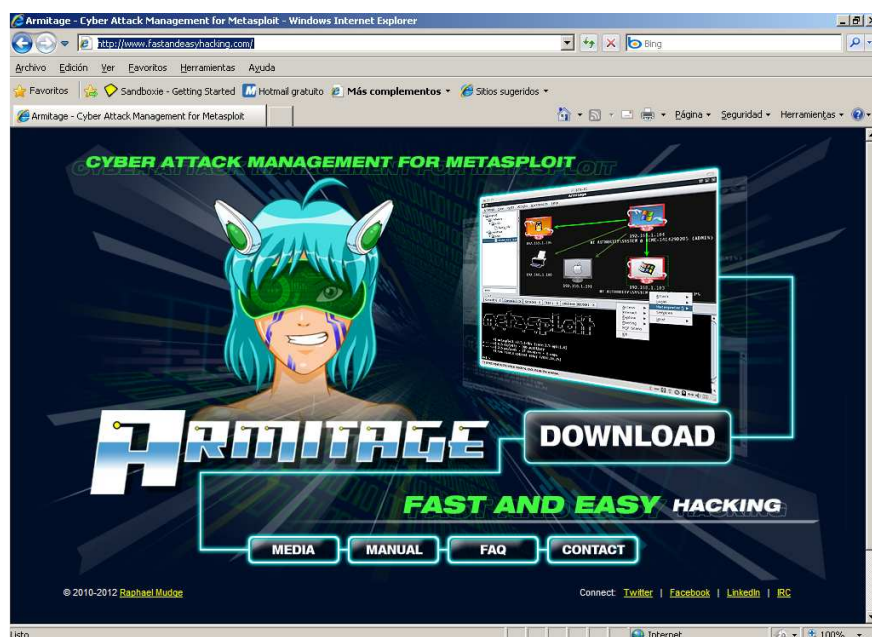 Armitage - Cyber Attack Management for Metasploit - Windows Internet Explorer
http://www.fastandeasyhacking.com/
Bing
Archivo Edición Ver Favoritos Herramientas Ayuda
Favoritos Sandboxie - Getting Started Hotmail gratuito Más complementos Sitios sugeridos
Armitage - Cyber Attack Management for Metasploit
Página Seguridad Herramientas
CYBER ATTACK MANAGEMENT FOR METASPLOIT
metasploit
ARMITAGE
DOWNLOAD
FAST AND EASY HACKING
MEDIA MANUAL FAQ CONTACT
© 2010-2012 Raphael Mudge
Connect: Twitter | Facebook | LinkedIn | IRC
Listo Internet 100%